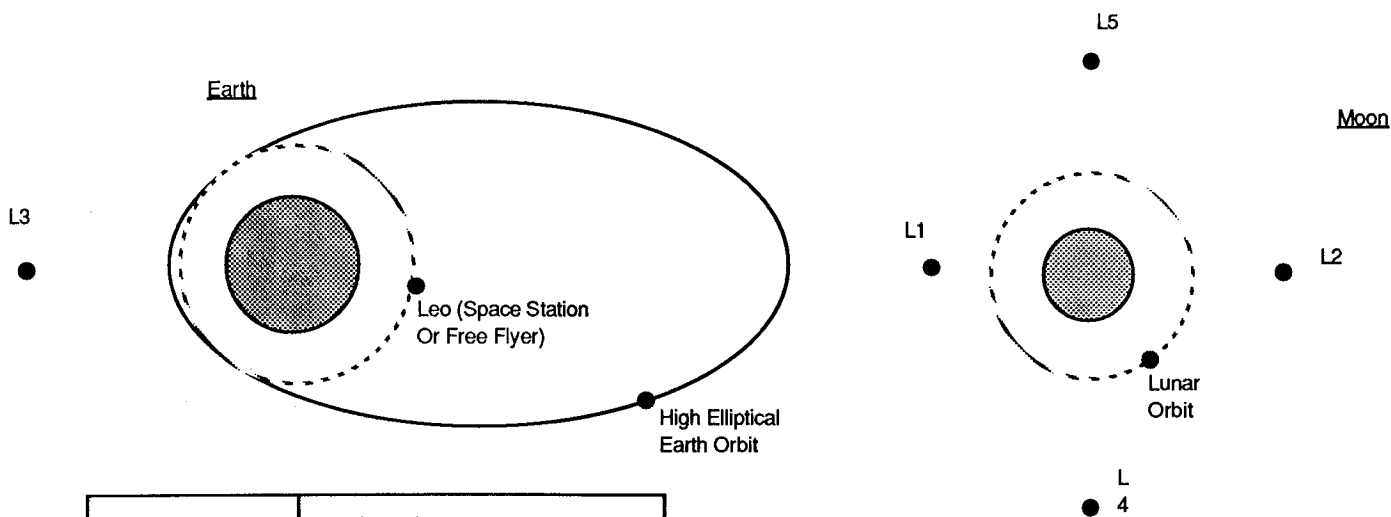 L5
Earth
Moon
L3
L1
L2
Leo (Space Station
Or Free Flyer)
High Elliptical
Earth Orbit
Lunar
Orbit
L
4